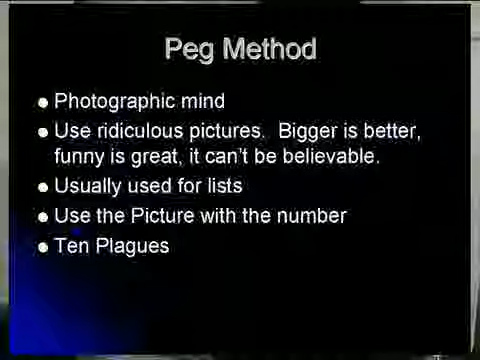 Peg Method
Photographic mind
Use ridiculous pictures. Bigger is better,
funny is great, it can't be believable.
Usually used for lists
Use the Picture with the number
Ten Plagues